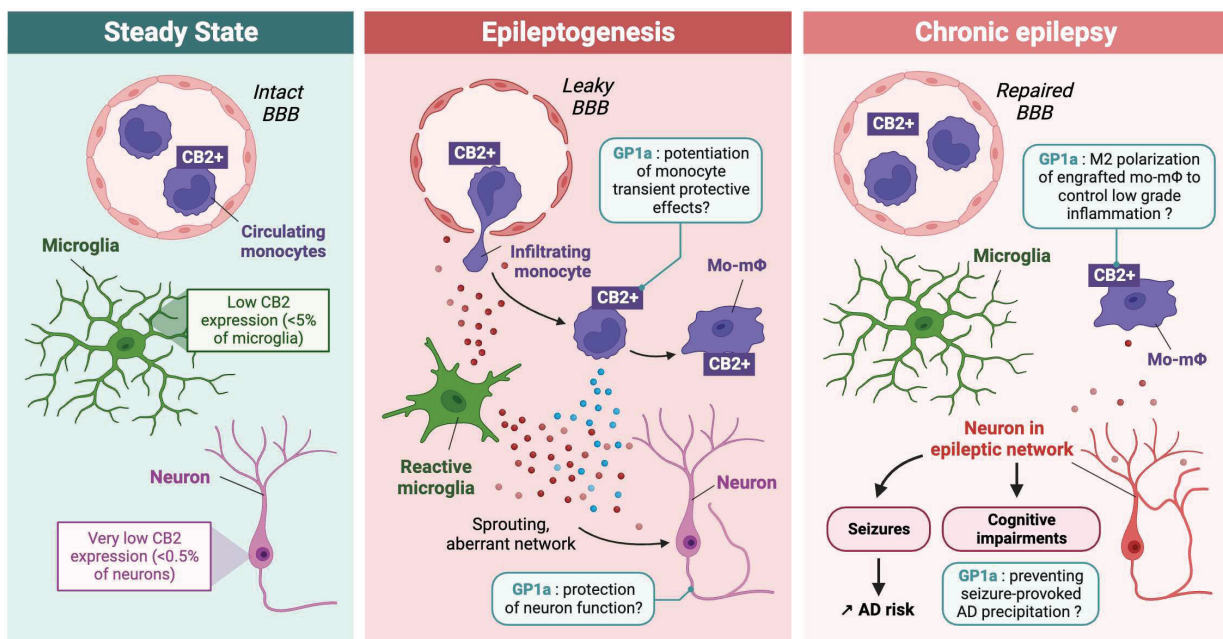 Steady State
Intact
BBB
CB2+
Circulating
monocytes
Microglia
Low CB2
expression (<5%
of microglia)
Neuron
Very low CB2
expression (<0.5%
of neurons)
Epileptogenesis
Leaky
BBB
CB2+
GP1a : potentiation
of monocyte
transient protective
effects?
Infiltrating
monocyte
Mo-mΦ
CB2+
CB2+
Reactive
microglia
Neuron
Sprouting,
aberrant network
GP1a : protection
of neuron function?
Chronic epilepsy
Repaired
BBB
CB2+
GP1a : M2 polarization
of engrafted mo-mΦ to
control low grade
inflammation ?
Microglia
CB2+
Mo-mΦ
Neuron in
epileptic network
Seizures
Cognitive
impairments
↗ AD risk
GP1a : preventing
seizure-provoked
AD precipitation ?